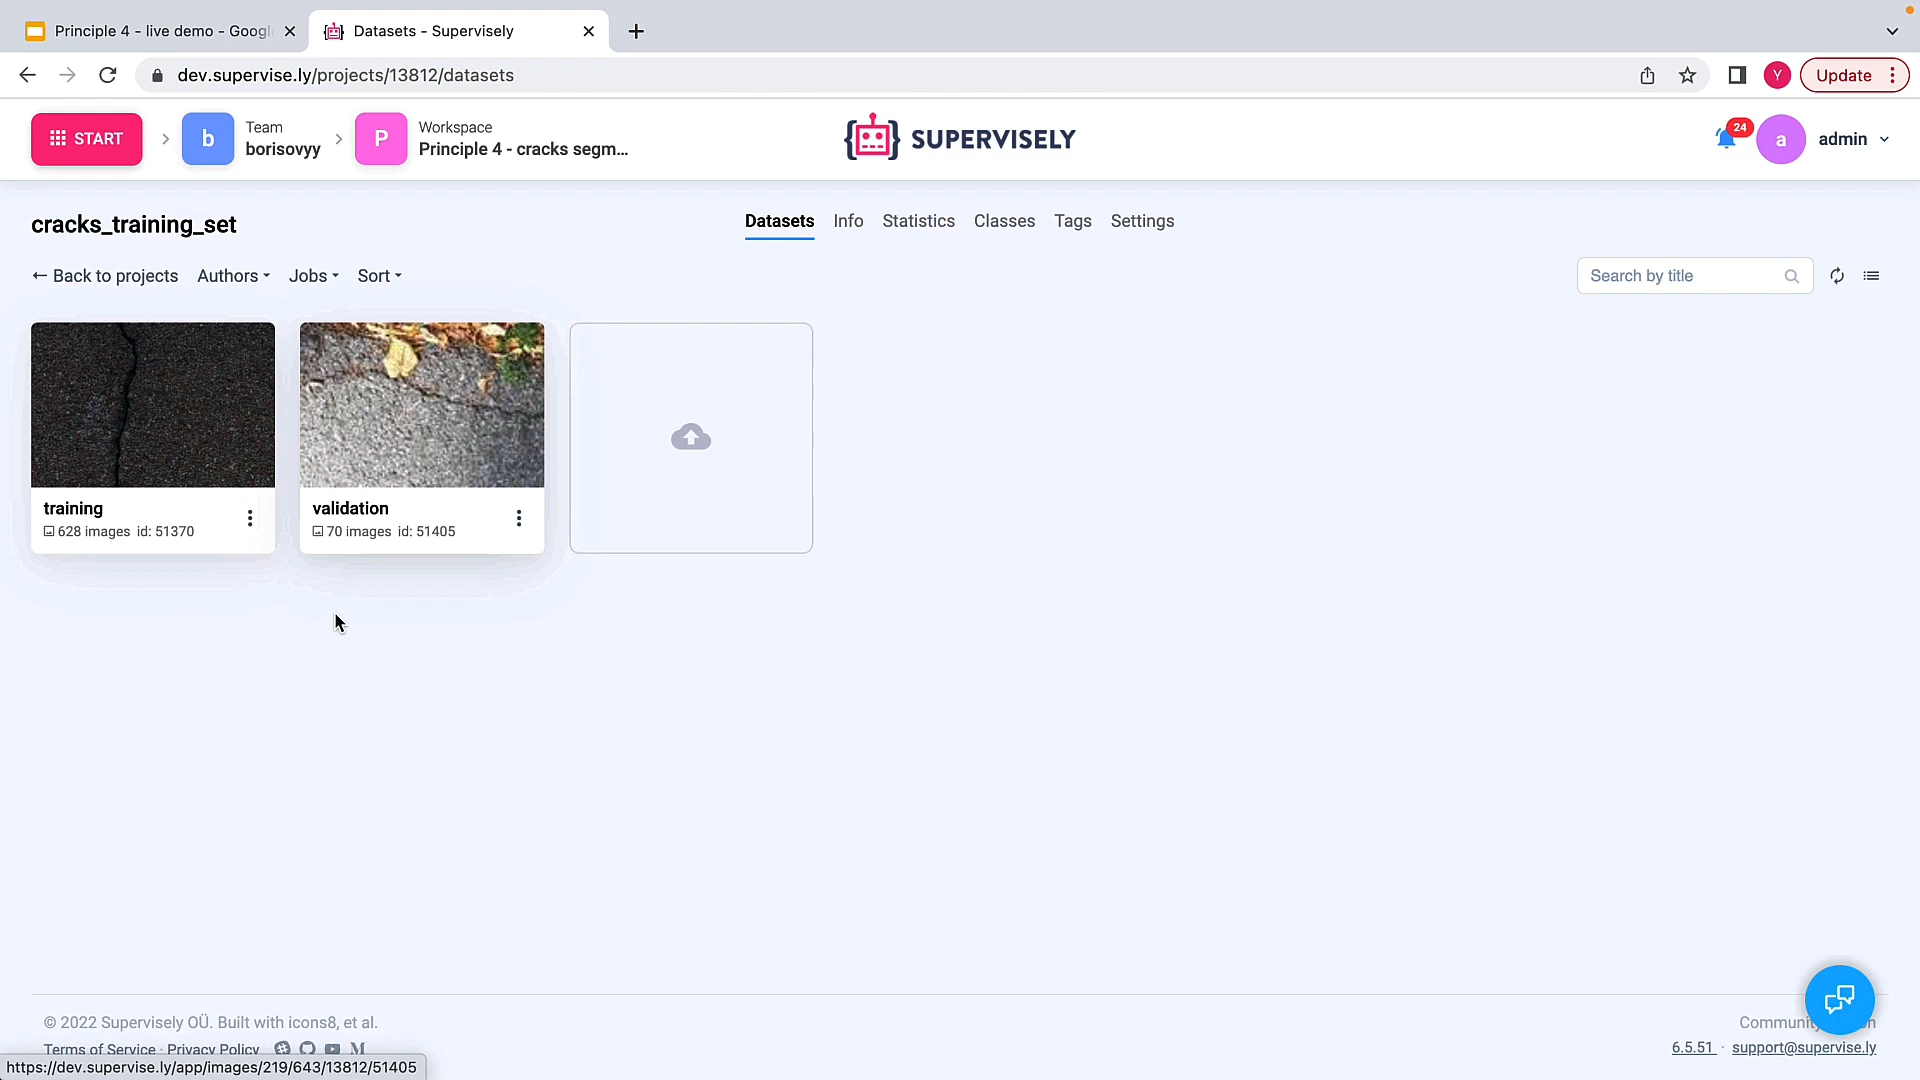 Principle 4 - live demo - Googl
Datasets - Supervisely
dev.supervise.ly/projects/13812/datasets
Y
Update
START
b
Team
borisovyy
P
Workspace
Principle 4 - cracks segm...
SUPERVISELY
24
a
admin
cracks_training_set
Datasets
Info
Statistics
Classes
Tags
Settings
← Back to projects
Authors
Jobs
Sort
Search by title
training
628 images id: 51370
validation
70 images id: 51405
© 2022 Supervisely OÜ. Built with icons8, et al.
Terms of Service · Privacy Policy
6.5.51 · support@supervise.ly
https://dev.supervise.ly/app/images/219/643/13812/51405